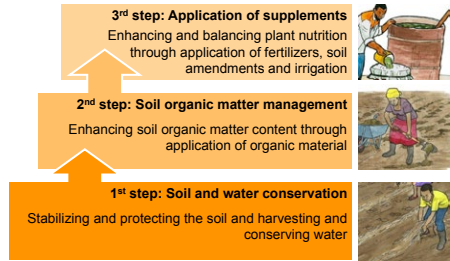 3rd step: Application of supplements
Enhancing and balancing plant nutrition
through application of fertilizers, soil
amendments and irrigation
2nd step: Soil organic matter management
Enhancing soil organic matter content through
application of organic material
1st step: Soil and water conservation
Stabilizing and protecting the soil and harvesting and
conserving water